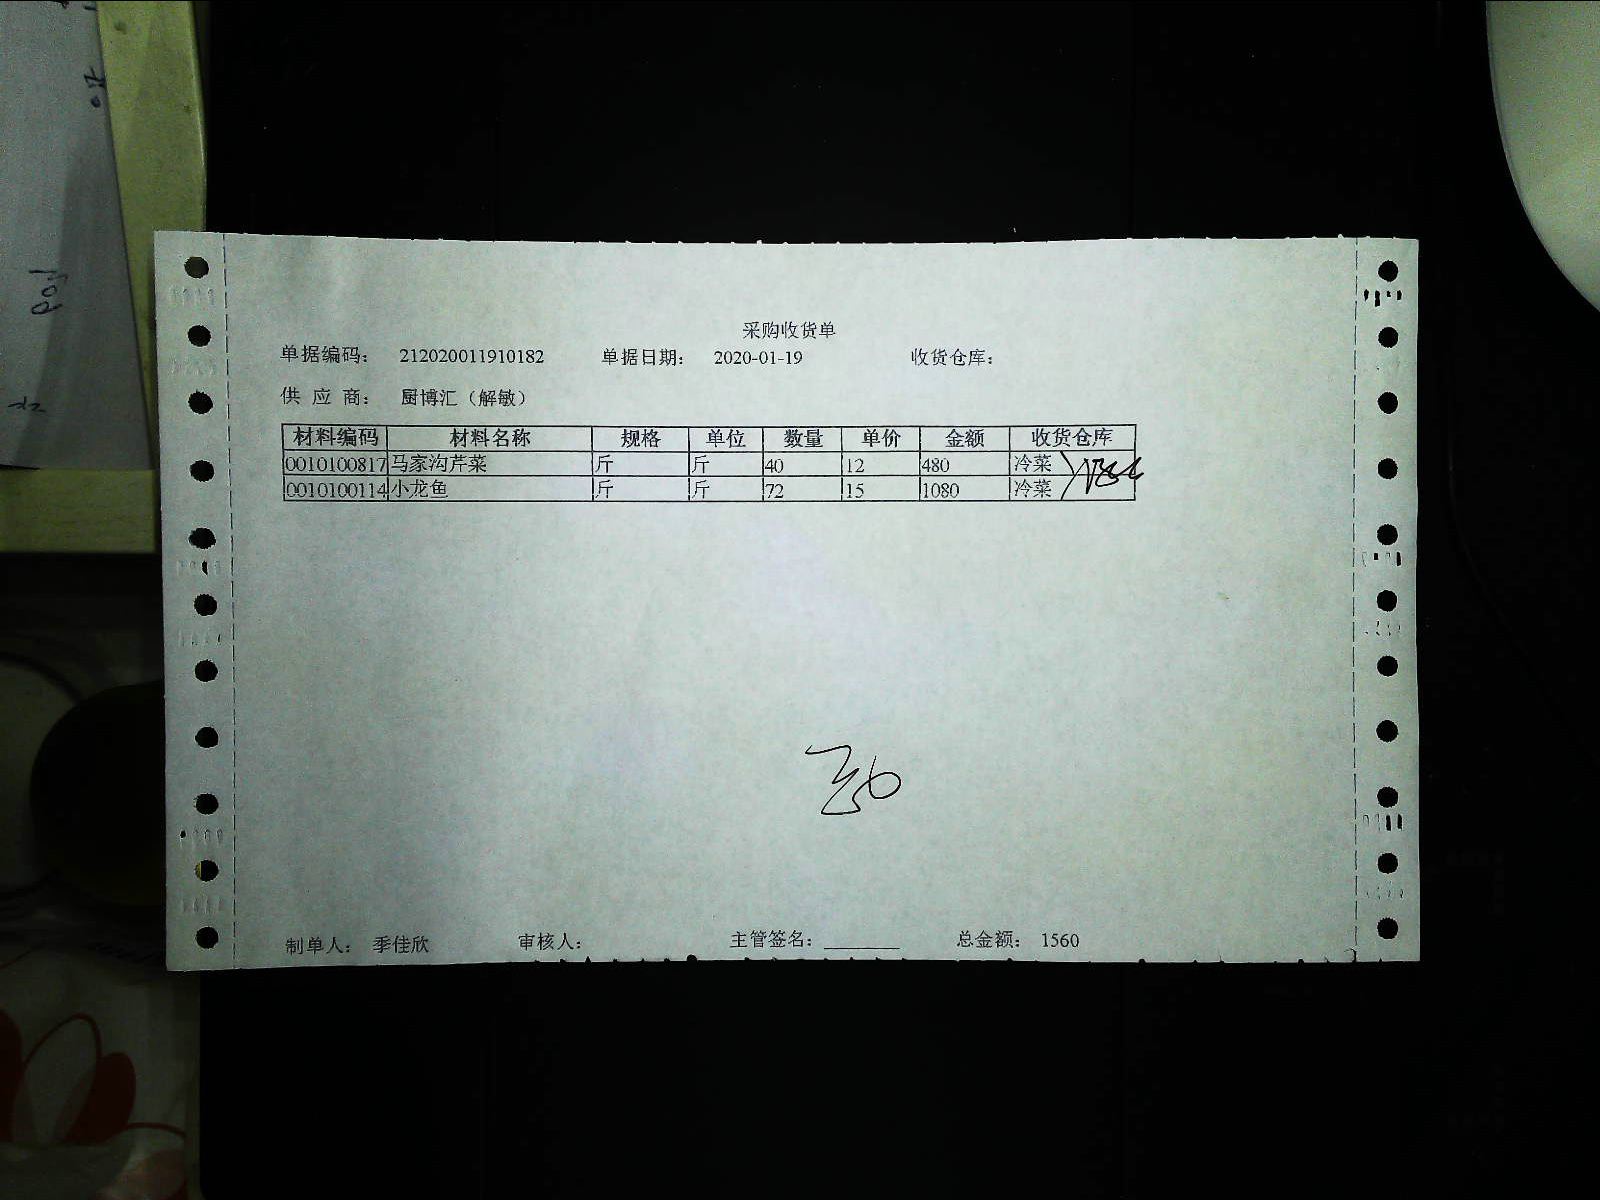 采购收货单
单据编码： 212020011910182 单据日期： 2020-01-19 收货仓库：
供 应 商： 厨博汇（解敏）
材料编码 材料名称 规格 单位 数量 单价 金额 收货仓库
0010100817 马家沟芹菜 斤 斤 40 12 480 冷菜
0010100114 小龙鱼 斤 斤 72 15 1080 冷菜
制单人： 季佳欣 审核人： 主管签名：________ 总金额： 1560